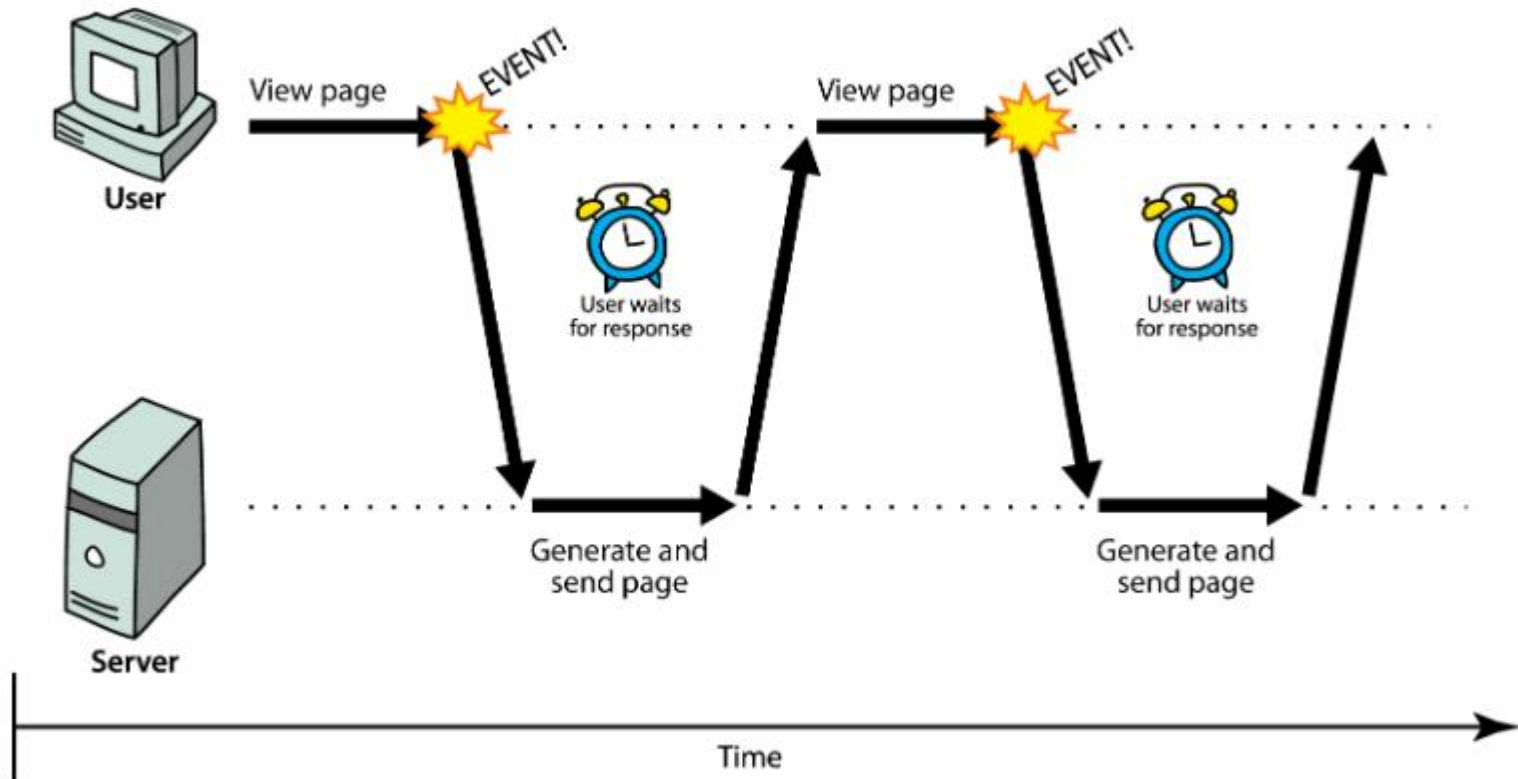 View page
EVENT!
View page
EVENT!
User
User waits
for response
User waits
for response
Generate and
send page
Generate and
send page
Server
Time